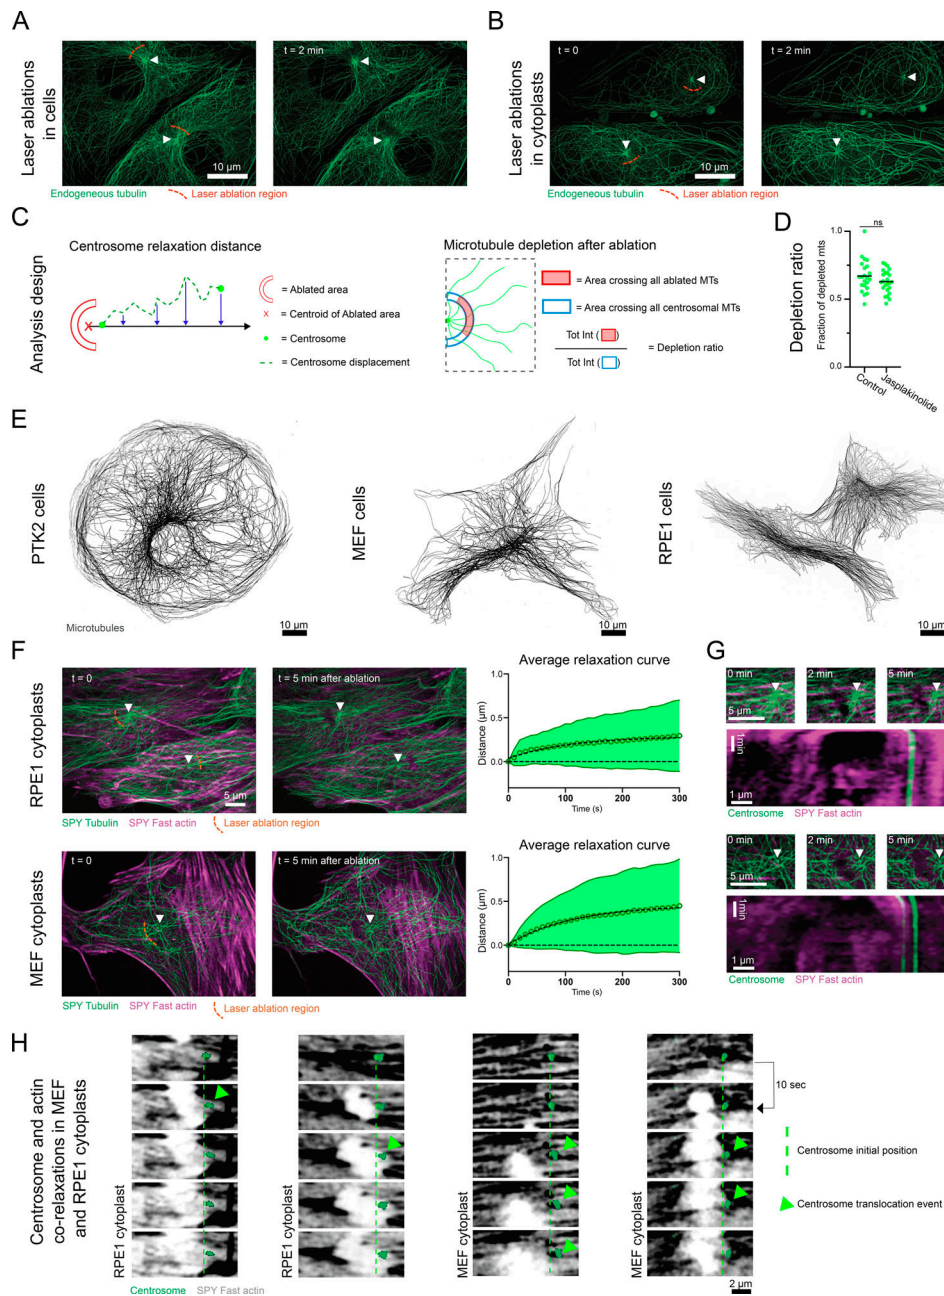 A
Laser ablations
in cells
t = 2 min
10 µm
Endogeneous tubulin
Laser ablation region
B
Laser ablations
in cytoplasts
t = 0
t = 2 min
10 µm
Endogeneous tubulin
Laser ablation region
C
Analysis design
Centrosome relaxation distance
= Ablated area
= Centroid of Ablated area
= Centrosome
= Centrosome displacement
Microtubule depletion after ablation
= Area crossing all ablated MTs
= Area crossing all centrosomal MTs
Tot Int ( )
Tot Int ( )
= Depletion ratio
D
Depletion ratio
Fraction of depleted mts
ns
1.0
0.5
0.0
Control
Jasplakinolide
E
PTK2 cells
Microtubules
10 µm
MEF cells
10 µm
RPE1 cells
10 µm
F
RPE1 cytoplasts
t = 0
5 µm
t = 5 min after ablation
SPY Tubulin
SPY Fast actin
Laser ablation region
Average relaxation curve
Distance (µm)
1.0
0.5
0.0
0
100
200
300
Time (s)
MEF cytoplasts
t = 0
t = 5 min after ablation
SPY Tubulin
SPY Fast actin
Laser ablation region
Average relaxation curve
Distance (µm)
1.0
0.5
0.0
0
100
200
300
Time (s)
G
0 min
2 min
5 min
5 µm
1min
1 µm
Centrosome
SPY Fast actin
0 min
2 min
5 min
5 µm
1min
1 µm
Centrosome
SPY Fast actin
H
Centrosome and actin
co-relaxations in MEF
and RPE1 cytoplasts
RPE1 cytoplast
RPE1 cytoplast
MEF cytoplast
MEF cytoplast
10 sec
Centrosome initial position
Centrosome translocation event
Centrosome
SPY Fast actin
2 µm